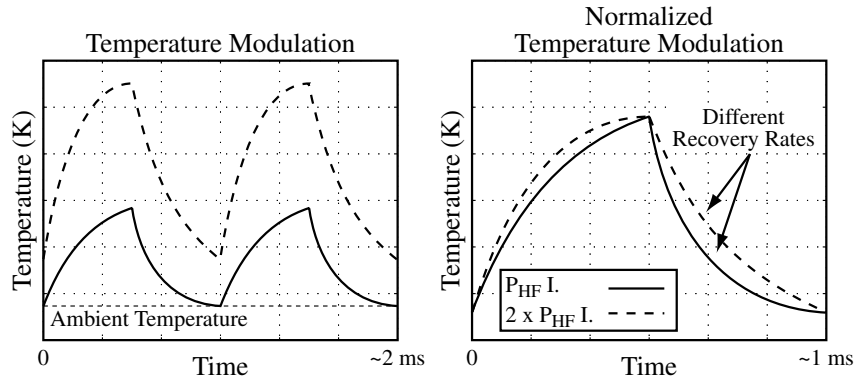 Temperature Modulation
Temperature (K)
Ambient Temperature
0
Time
~2 ms
Normalized
Temperature Modulation
Temperature (K)
Different
Recovery Rates
P_HF I.
2 x P_HF I.
0
Time
~1 ms